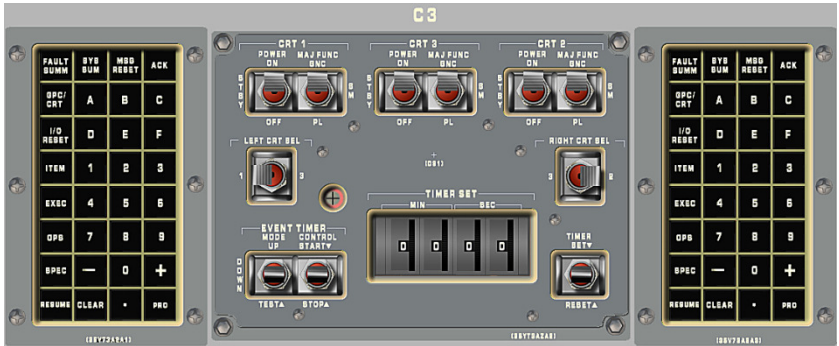 C3
CRT 1
CRT 3
CRT 2
POWER ON
MAJ FUNC GNC
POWER ON
MAJ FUNC GNC
POWER ON
MAJ FUNC GNC
STBY
SM
STBY
SM
STBY
SM
OFF
PL
OFF
PL
OFF
PL
FAULT SUMM
SYS SUM
MSG RESET
ACK
GPC/ CRT
A
B
C
I/O RESET
D
E
F
ITEM
1
2
3
EXEC
4
5
6
OPS
7
8
9
SPEC
—
0
+
RESUME
CLEAR
.
PRO
LEFT CRT SEL
1
3
RIGHT CRT SEL
3
2
TIMER SET
MIN
SEC
0
0
0
0
EVENT TIMER
MODE UP
CONTROL START▼
DOWN
TEST▲
STOP▲
TIMER SET▼
RESET▲
FAULT SUMM
SYS SUM
MSG RESET
ACK
GPC/ CRT
A
B
C
I/O RESET
D
E
F
ITEM
1
2
3
EXEC
4
5
6
OPS
7
8
9
SPEC
—
0
+
RESUME
CLEAR
.
PRO